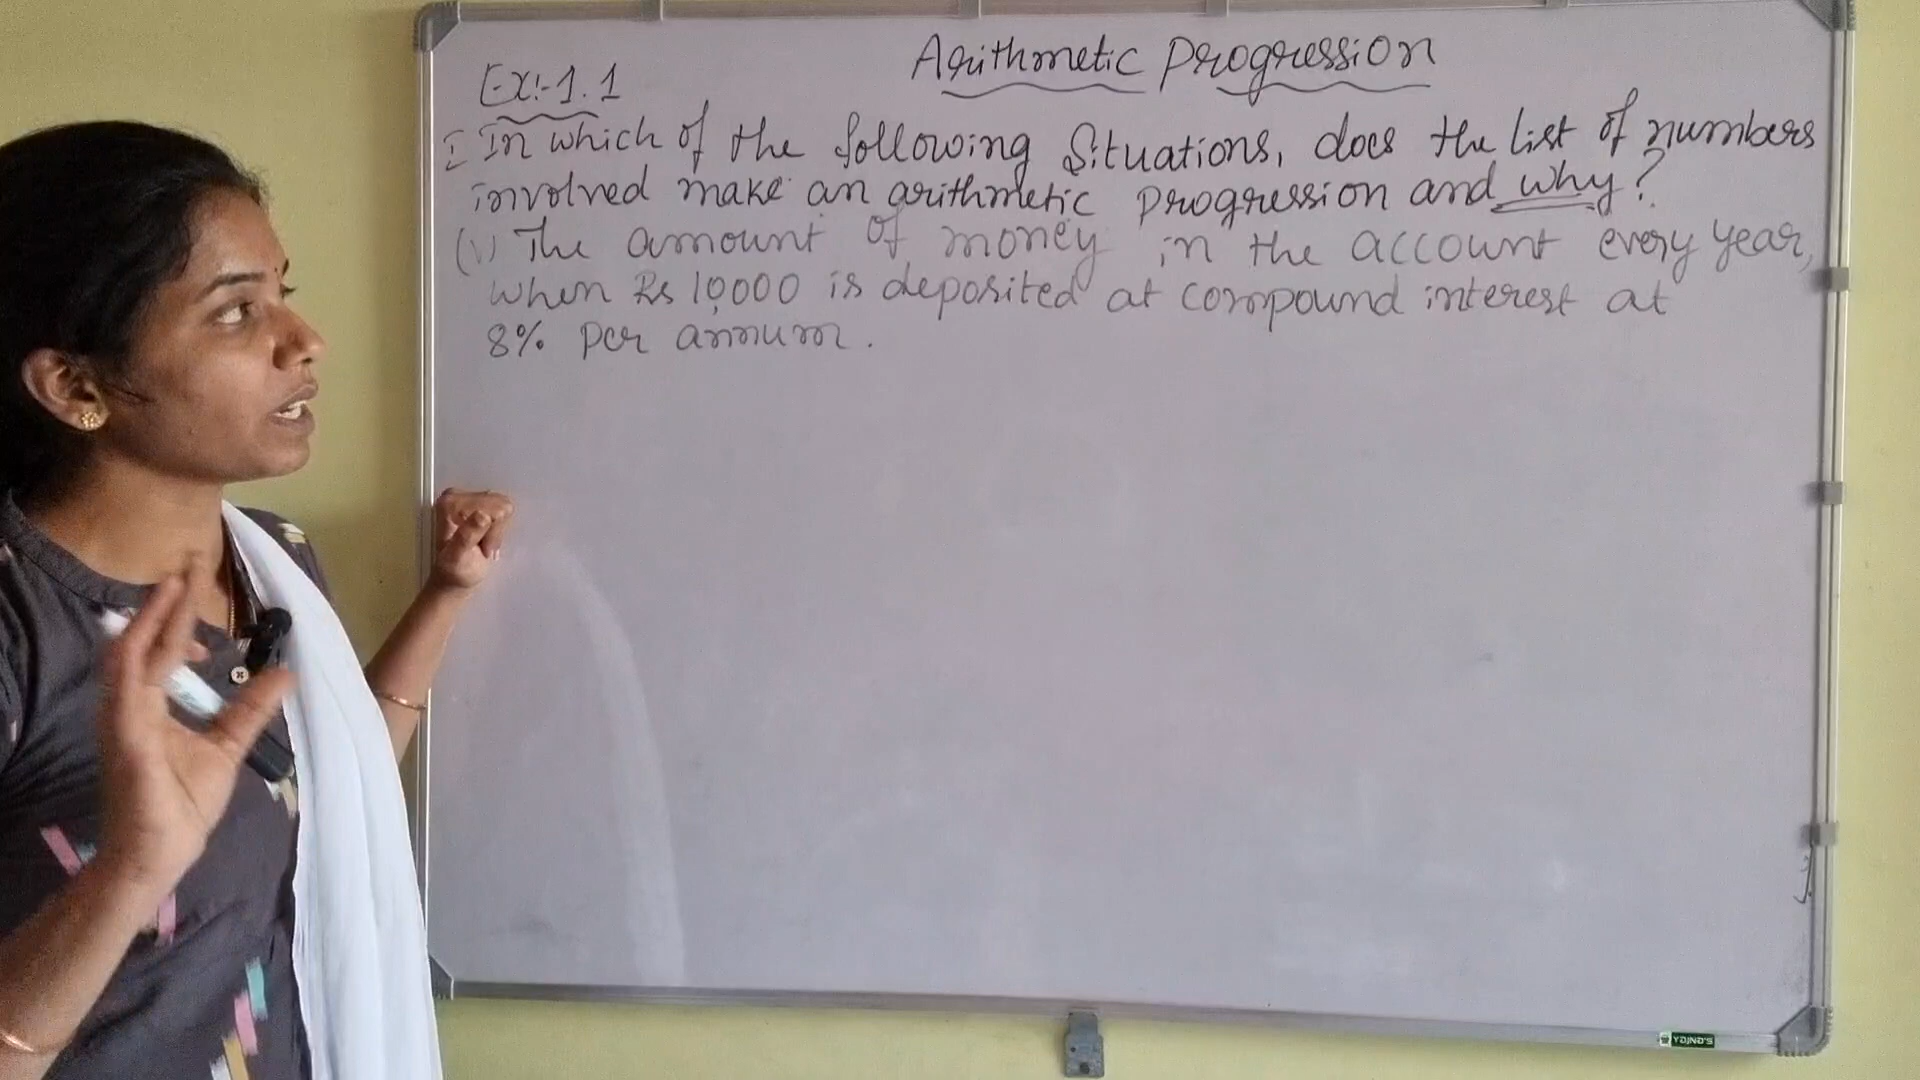 Arithmetic Progression
Ex:-1.1
I In which of the following Situations, does the list of numbers
involved make an arithmetic progression and why?
(v) The amount of money in the account every year,
when Rs 10,000 is deposited at compound interest at
8% per annum.
YAJNA'S